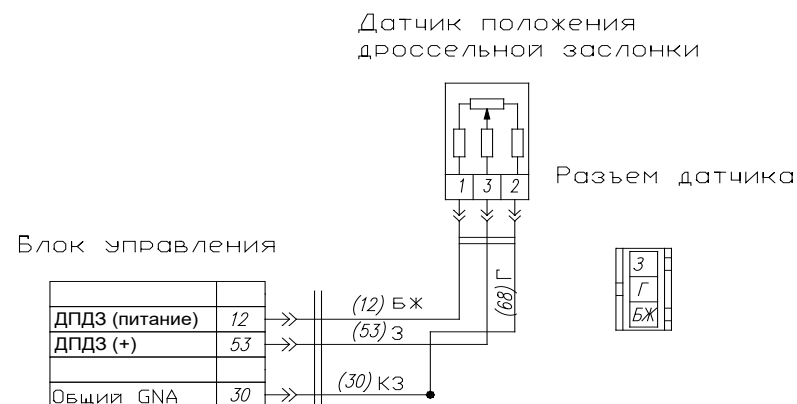 Датчик положения
дроссельной заслонки
1 3 2
Разъем датчика
Блок управления
З
Г
БЖ
(68) Г
ДПДЗ (питание) 12 (12) БЖ
ДПДЗ (+) 53 (53) З
Общий GNA 30 (30) КЗ